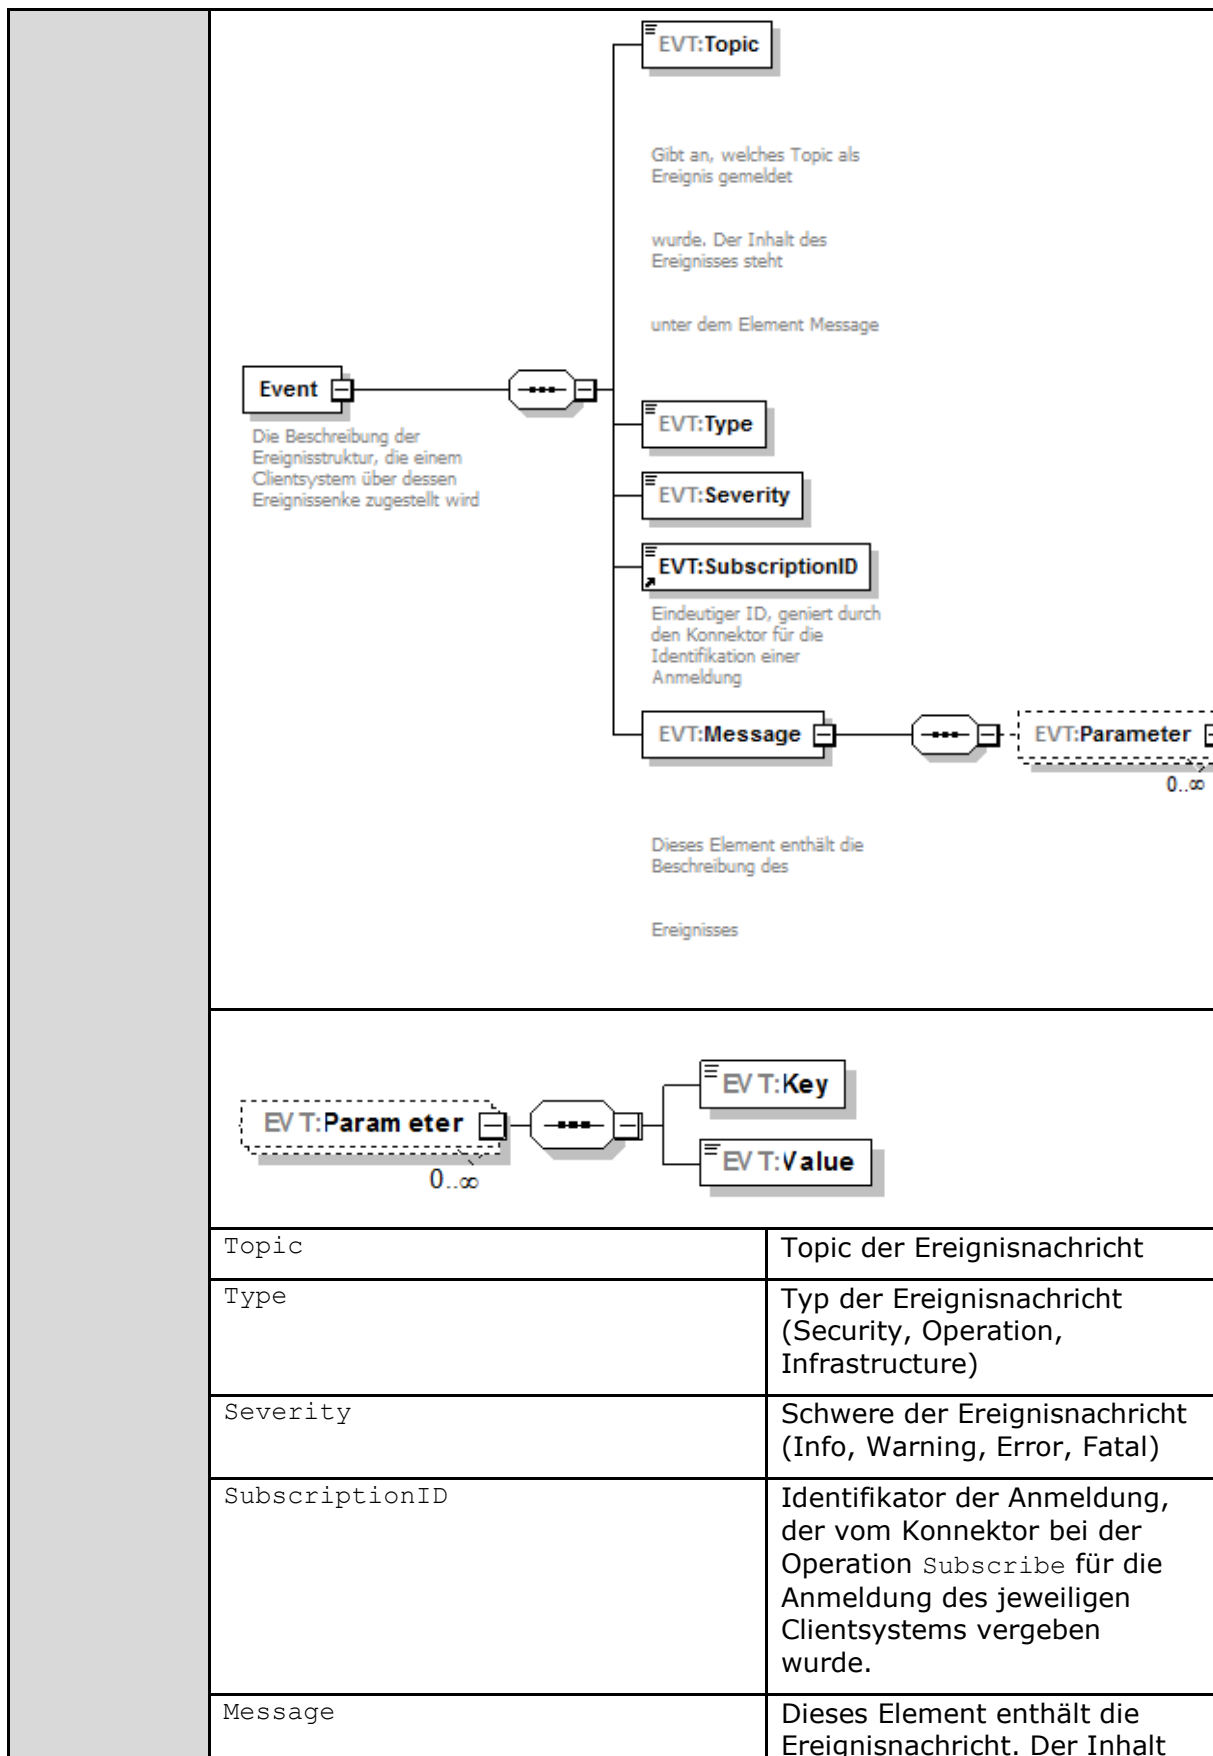 EVT:Topic
Gibt an, welches Topic als
Ereignis gemeldet
wurde. Der Inhalt des
Ereignisses steht
unter dem Element Message
Event
Die Beschreibung der
Ereignisstruktur, die einem
Clientsystem über dessen
Ereignissenke zugestellt wird
EVT:Type
EVT:Severity
EVT:SubscriptionID
Eindeutiger ID, geniert durch
den Konnektor für die
Identifikation einer
Anmeldung
EVT:Message
EVT:Parameter
0..∞
Dieses Element enthält die
Beschreibung des
Ereignisses
EVT:Parameter
0..∞
EVT:Key
EVT:Value
Topic
Topic der Ereignisnachricht
Type
Typ der Ereignisnachricht
(Security, Operation,
Infrastructure)
Severity
Schwere der Ereignisnachricht
(Info, Warning, Error, Fatal)
SubscriptionID
Identifikator der Anmeldung,
der vom Konnektor bei der
Operation Subscribe für die
Anmeldung des jeweiligen
Clientsystems vergeben
wurde.
Message
Dieses Element enthält die
Ereignisnachricht. Der Inhalt